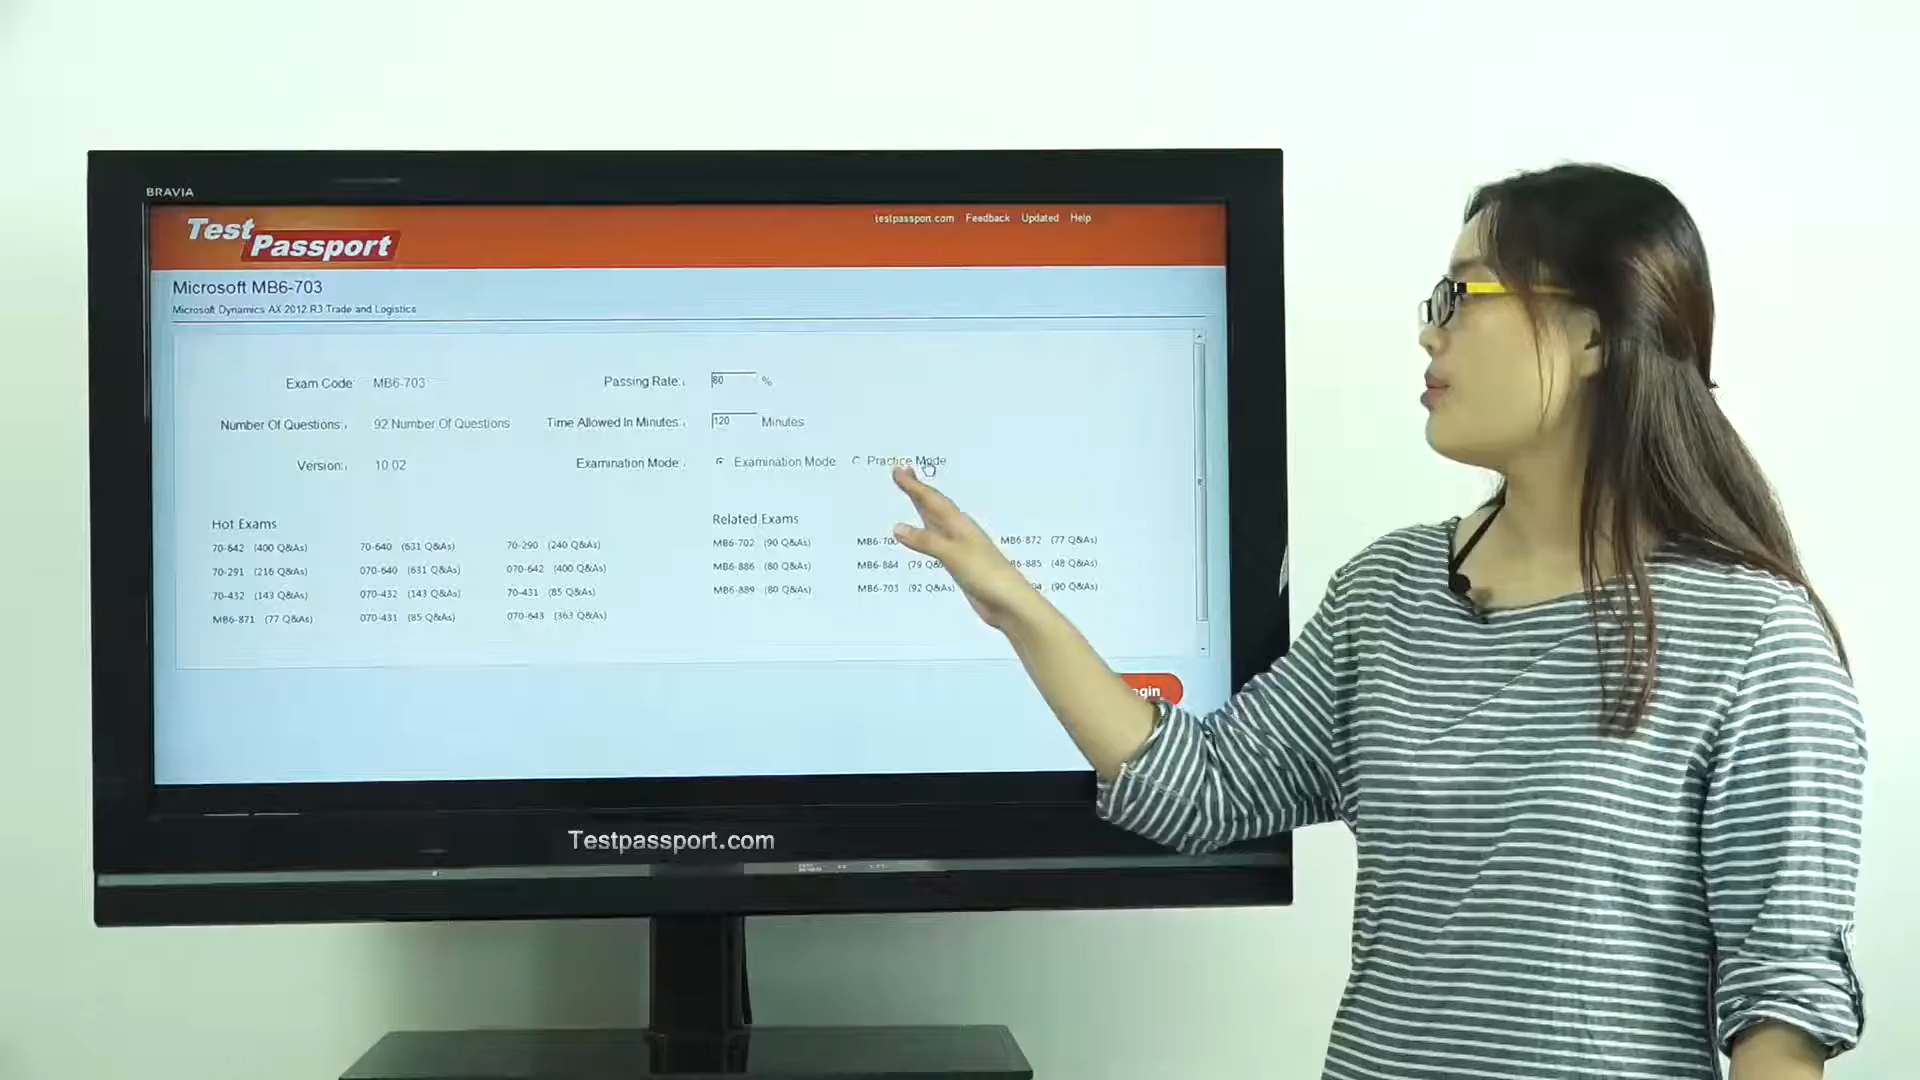 BRAVIA
Test
Passport
testpassport.com Feedback Updated Help
Microsoft MB6-703
Microsoft Dynamics AX 2012 R3 Trade and Logistics
Exam Code MB6-703 Passing Rate: 80 %
Number Of Questions: 92 Number Of Questions Time Allowed In Minutes: 120 Minutes
Version: 10.02 Examination Mode: Examination Mode Practice Mode
Hot Exams Related Exams
70-642 (400 Q&As) 70-640 (631 Q&As) 70-290 (240 Q&As) MB6-702 (90 Q&As) MB6-872 (77 Q&As)
70-291 (216 Q&As) 070-640 (631 Q&As) 070-642 (400 Q&As) MB6-886 (80 Q&As) MB6-884 (79
70-432 (143 Q&As) 070-432 (143 Q&As) 70-431 (85 Q&As) MB6-889 (80 Q&As) MB6-703 (92 Q&As) (90 Q&As)
MB6-871 (77 Q&As) 070-431 (85 Q&As) 070-643 (363 Q&As) (48 Q&As)
Testpassport.com